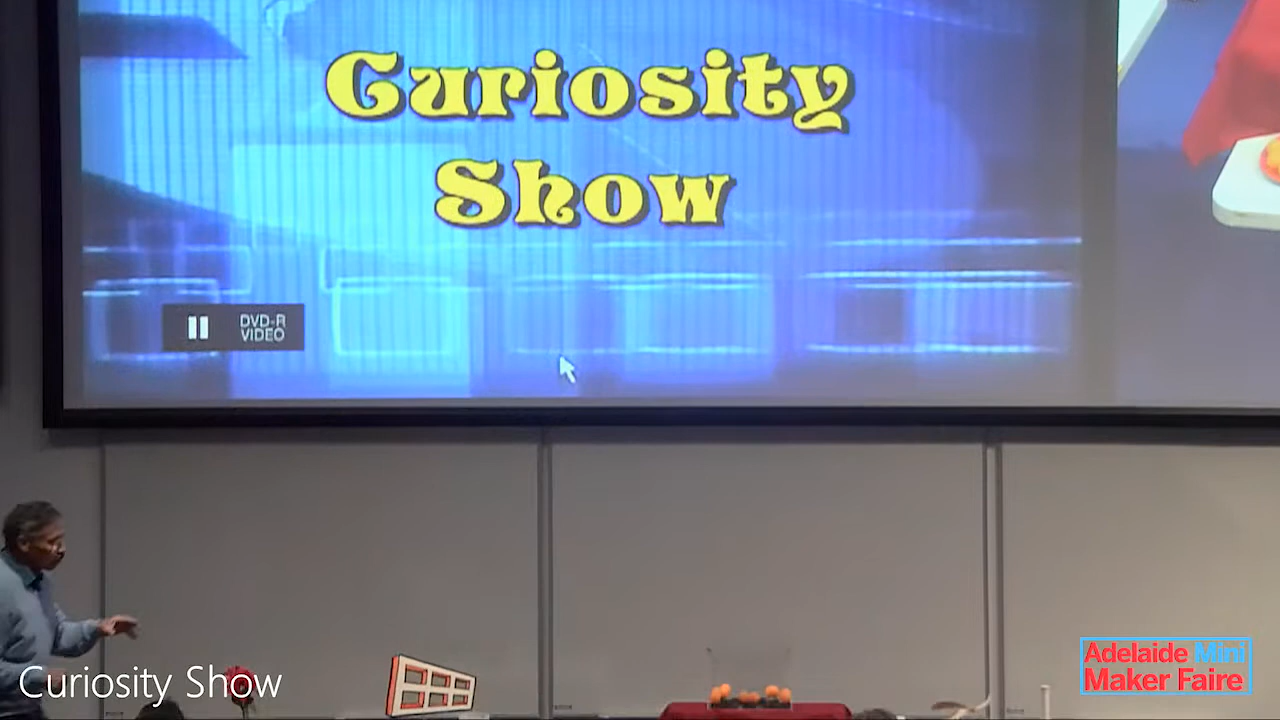 Curiosity
Show
DVD-R
VIDEO
Curiosity Show
Adelaide Mini
Maker Faire